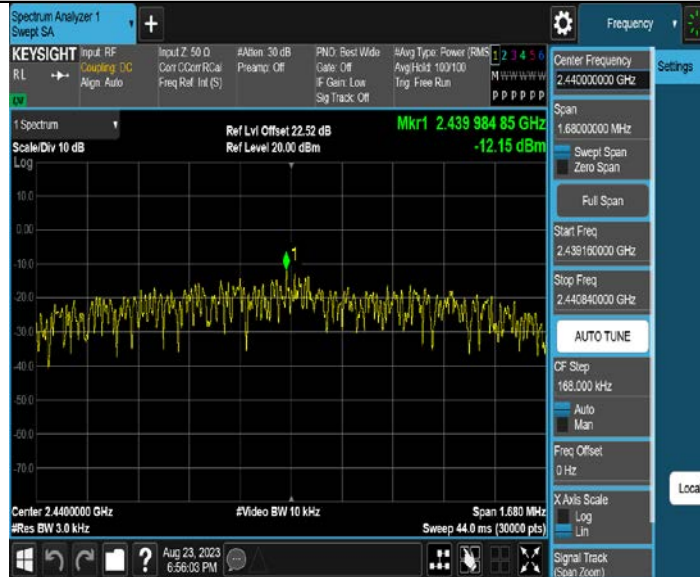 Spectrum Analyzer 1
Swept SA
+
Frequency
KEYSIGHT
RL
Input: RF
Coupling: DC
Align: Auto
Input Z: 50 Ω
Corr CCorr RCal
Freq Ref: Int (S)
#Atten: 30 dB
Preamp: Off
PNO: Best Wide
Gate: Off
IF Gain: Low
Sig Track: Off
#Avg Type: Power (RMS
Avg|Hold: 100/100
Trig: Free Run
1 2 3 4 5 6
M W W W W W
P P P P P P
1 Spectrum
Scale/Div 10 dB
Log
Ref Lvl Offset 22.52 dB
Ref Level 20.00 dBm
Mkr1 2.439 984 85 GHz
-12.15 dBm
10.0
0.00
-10.0
-20.0
-30.0
-40.0
-50.0
-60.0
-70.0
1
Center 2.4400000 GHz
#Res BW 3.0 kHz
#Video BW 10 kHz
Span 1.680 MHz
Sweep 44.0 ms (30000 pts)
Aug 23, 2023
6:56:03 PM
Center Frequency
2.440000000 GHz
Span
1.68000000 MHz
Swept Span
Zero Span
Full Span
Start Freq
2.439160000 GHz
Stop Freq
2.440840000 GHz
AUTO TUNE
CF Step
168.000 kHz
Auto
Man
Freq Offset
0 Hz
X Axis Scale
Log
Lin
Signal Track
(Span Zoom)
Settings
Loca